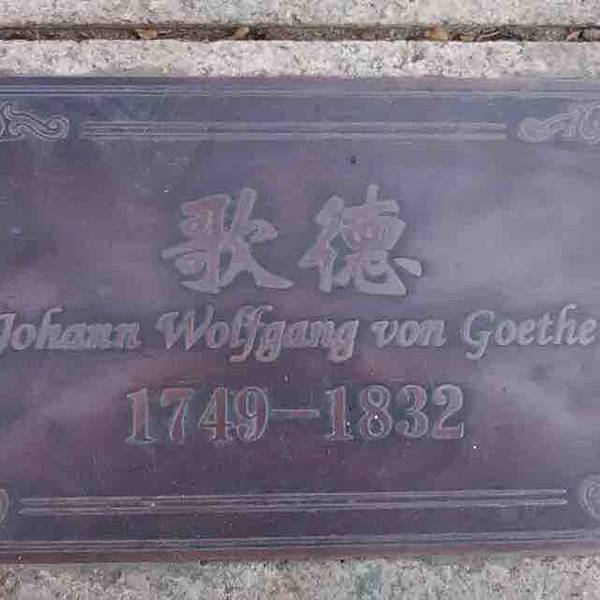 歌德
Johann Wolfgang von Goethe
1749-1832